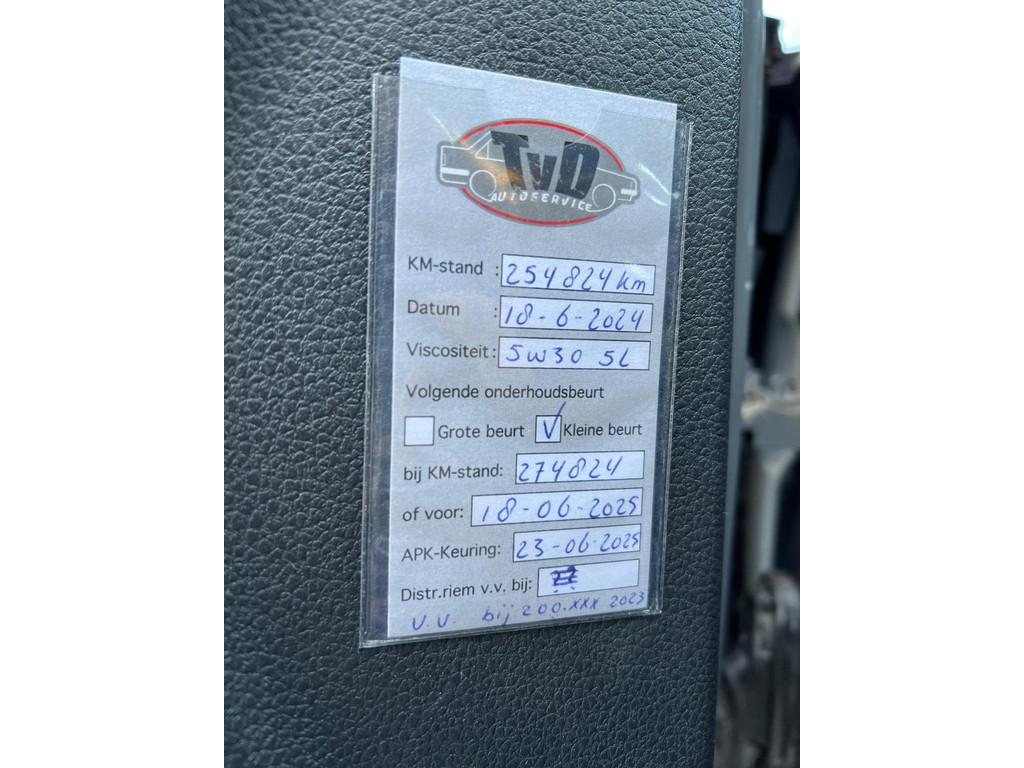 TvD
AUTOSERVICE
KM-stand : 254824 km
Datum : 18-6-2024
Viscositeit: 5w30 5L
Volgende onderhoudsbeurt
Grote beurt V Kleine beurt
bij KM-stand: 274824
of voor: 18-06-2025
APK-Keuring: 23-06-2025
Distr.riem v.v. bij:
V.V. bij 200.xxx 2023